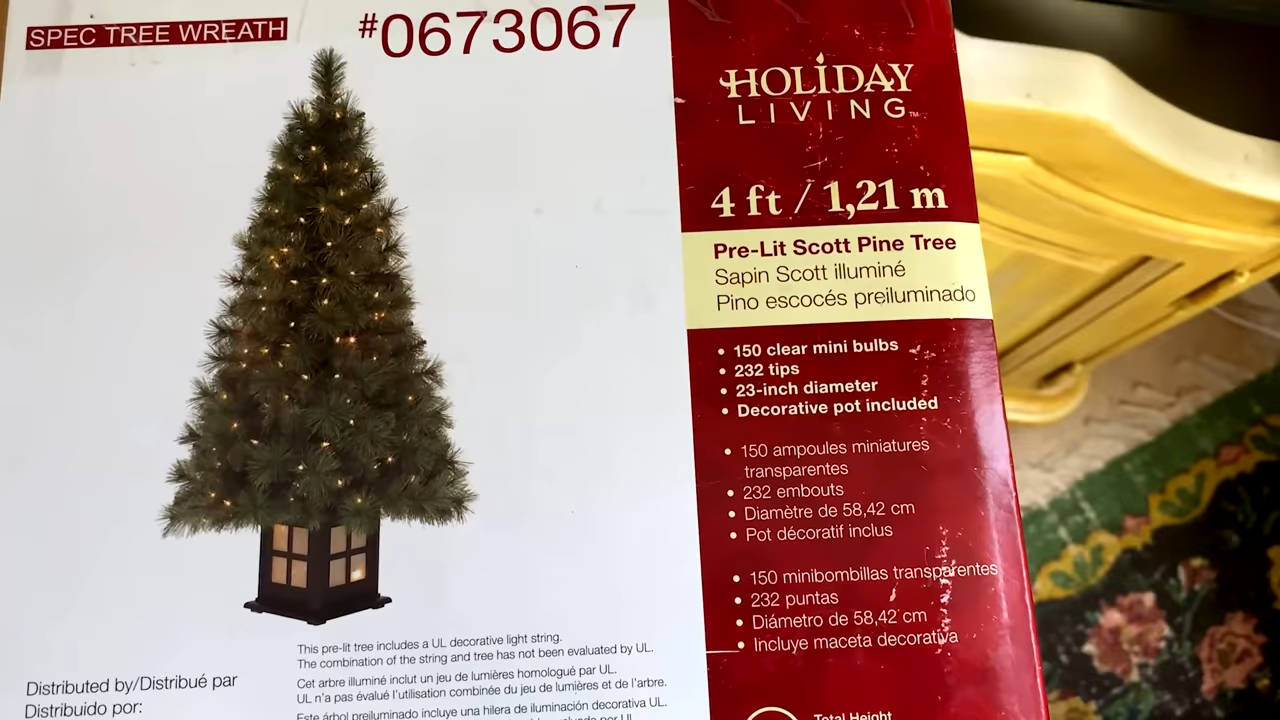 SPEC TREE WREATH
#0673067
HOLIDAY
LIVING™
4 ft / 1,21 m
Pre-Lit Scott Pine Tree
Sapin Scott illuminé
Pino escocés preiluminado
• 150 clear mini bulbs
• 232 tips
• 23-inch diameter
• Decorative pot included
• 150 ampoules miniatures
transparentes
• 232 embouts
• Diamètre de 58,42 cm
• Pot décoratif inclus
• 150 minibombillas transparentes
• 232 puntas
• Diámetro de 58,42 cm
• Incluye maceta decorativa
Total Height
This pre-lit tree includes a UL decorative light string.
The combination of the string and tree has not been evaluated by UL.
Cet arbre illuminé inclut un jeu de lumières homologué par UL.
UL n'a pas évalué l'utilisation combinée du jeu de lumières et de l'arbre.
Este árbol preiluminado incluye una hilera de iluminación decorativa UL.
por UL
Distributed by/Distribué par
Distribuido por: